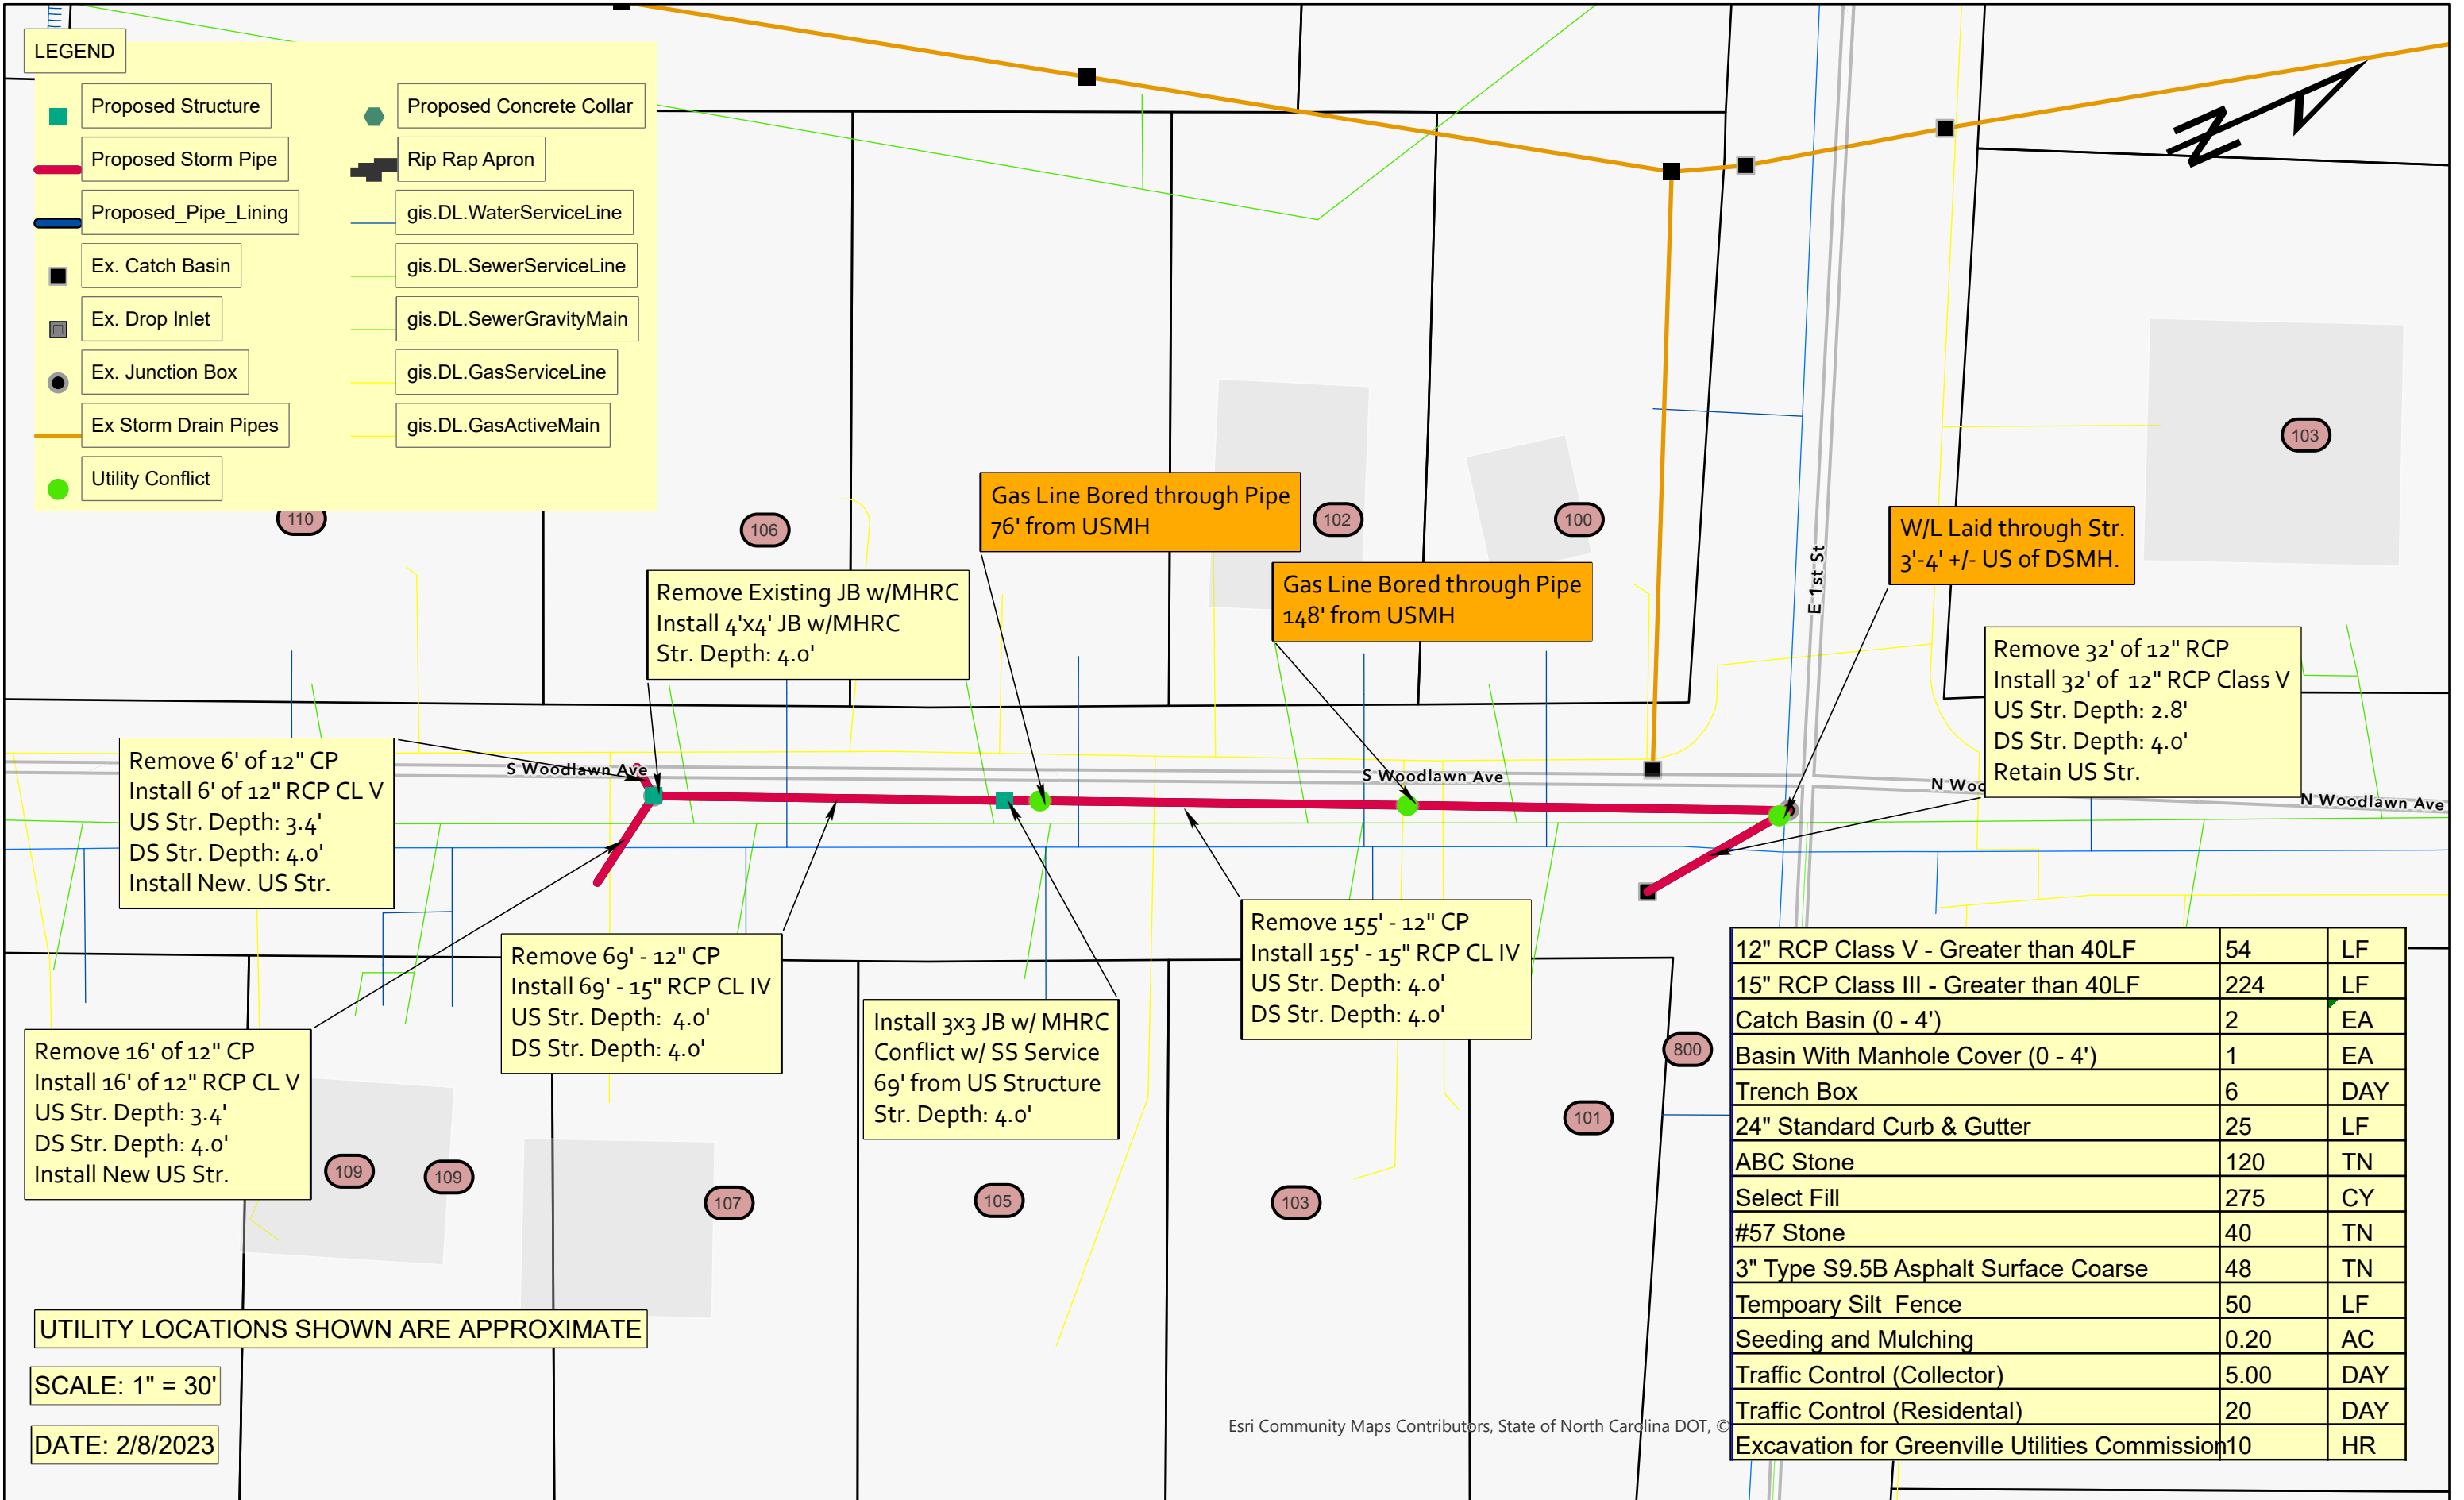 LEGEND
Proposed Structure
Proposed Storm Pipe
Proposed_Pipe_Lining
Ex. Catch Basin
Ex. Drop Inlet
Ex. Junction Box
Ex Storm Drain Pipes
Utility Conflict
Proposed Concrete Collar
Rip Rap Apron
gis.DL.WaterServiceLine
gis.DL.SewerServiceLine
gis.DL.SewerGravityMain
gis.DL.GasServiceLine
gis.DL.GasActiveMain
N
110
106
102
100
103
Gas Line Bored through Pipe
76' from USMH
Gas Line Bored through Pipe
148' from USMH
W/L Laid through Str.
3'-4' +/- US of DSMH.
E 1st St
Remove Existing JB w/MHRC
Install 4'x4' JB w/MHRC
Str. Depth: 4.0'
Remove 32' of 12" RCP
Install 32' of 12" RCP Class V
US Str. Depth: 2.8'
DS Str. Depth: 4.0'
Retain US Str.
Remove 6' of 12" CP
Install 6' of 12" RCP CL V
US Str. Depth: 3.4'
DS Str. Depth: 4.0'
Install New. US Str.
S Woodlawn Ave
S Woodlawn Ave
N Woo
N Woodlawn Ave
Remove 16' of 12" CP
Install 16' of 12" RCP CL V
US Str. Depth: 3.4'
DS Str. Depth: 4.0'
Install New US Str.
Remove 69' - 12" CP
Install 69' - 15" RCP CL IV
US Str. Depth: 4.0'
DS Str. Depth: 4.0'
Install 3x3 JB w/ MHRC
Conflict w/ SS Service
69' from US Structure
Str. Depth: 4.0'
Remove 155' - 12" CP
Install 155' - 15" RCP CL IV
US Str. Depth: 4.0'
DS Str. Depth: 4.0'
109
109
107
105
103
101
800
12" RCP Class V - Greater than 40LF 54 LF
15" RCP Class III - Greater than 40LF 224 LF
Catch Basin (0 - 4') 2 EA
Basin With Manhole Cover (0 - 4') 1 EA
Trench Box 6 DAY
24" Standard Curb & Gutter 25 LF
ABC Stone 120 TN
Select Fill 275 CY
#57 Stone 40 TN
3" Type S9.5B Asphalt Surface Coarse 48 TN
Tempoary Silt Fence 50 LF
Seeding and Mulching 0.20 AC
Traffic Control (Collector) 5.00 DAY
Traffic Control (Residental) 20 DAY
Excavation for Greenville Utilities Commission 10 HR
UTILITY LOCATIONS SHOWN ARE APPROXIMATE
SCALE: 1" = 30'
DATE: 2/8/2023
Esri Community Maps Contributors, State of North Carolina DOT, ©